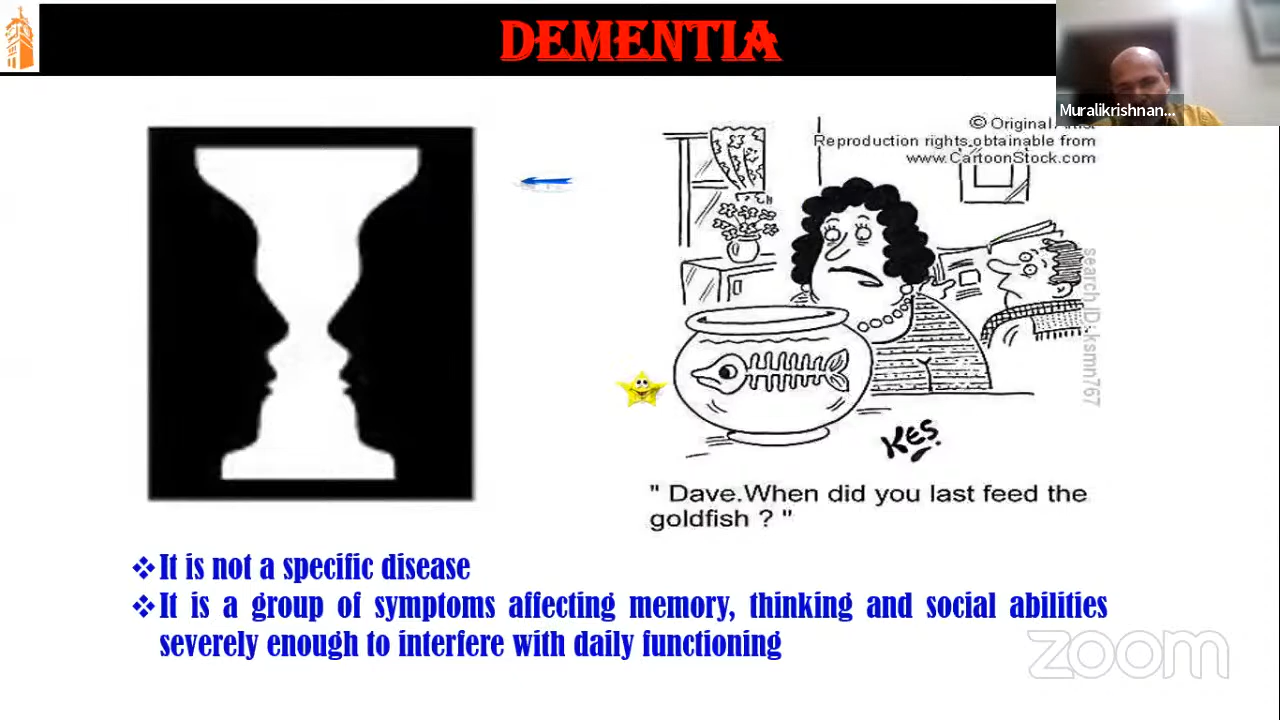 DEMENTIA
Muralikrishnan...
© Original Artist
Reproduction rights obtainable from
www.CartoonStock.com
search ID: ksmn767
KES.
" Dave.When did you last feed the
goldfish ? "
❖It is not a specific disease
❖It is a group of symptoms affecting memory, thinking and social abilities
severely enough to interfere with daily functioning
zoom